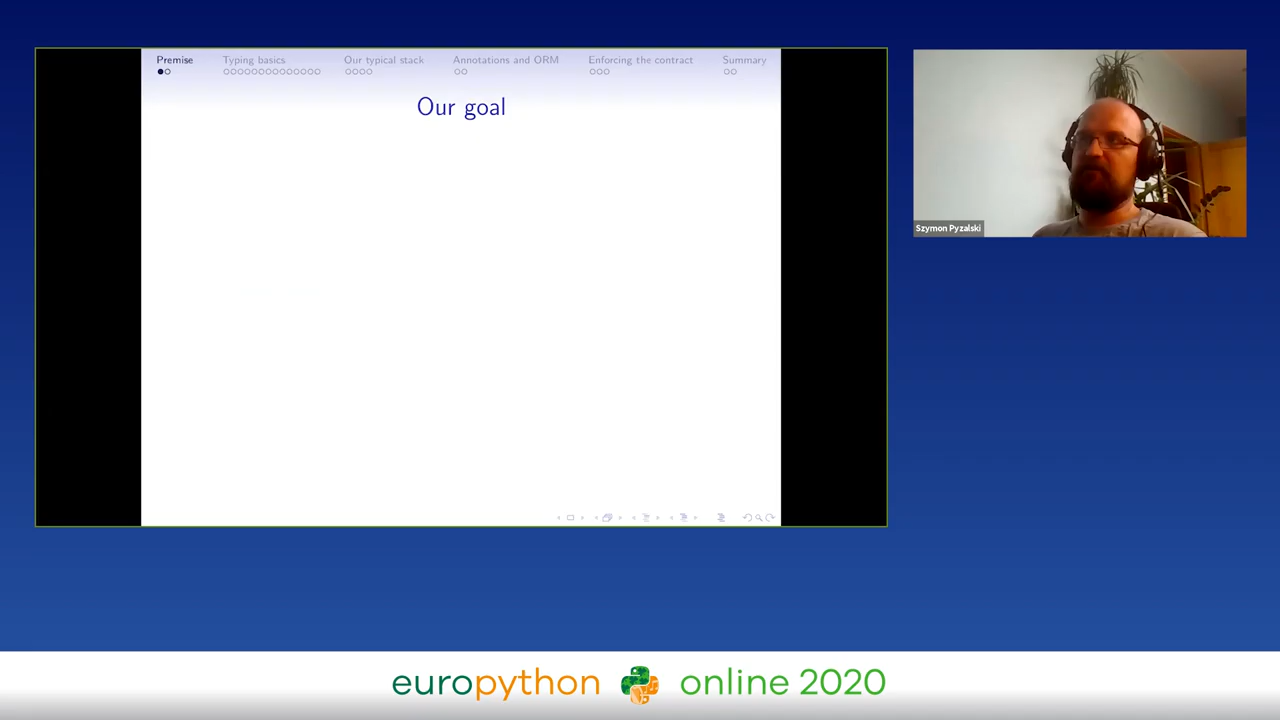 Premise
Typing basics
Our typical stack
Annotations and ORM
Enforcing the contract
Summary
Our goal
Szymon Pyzalski
europython online 2020